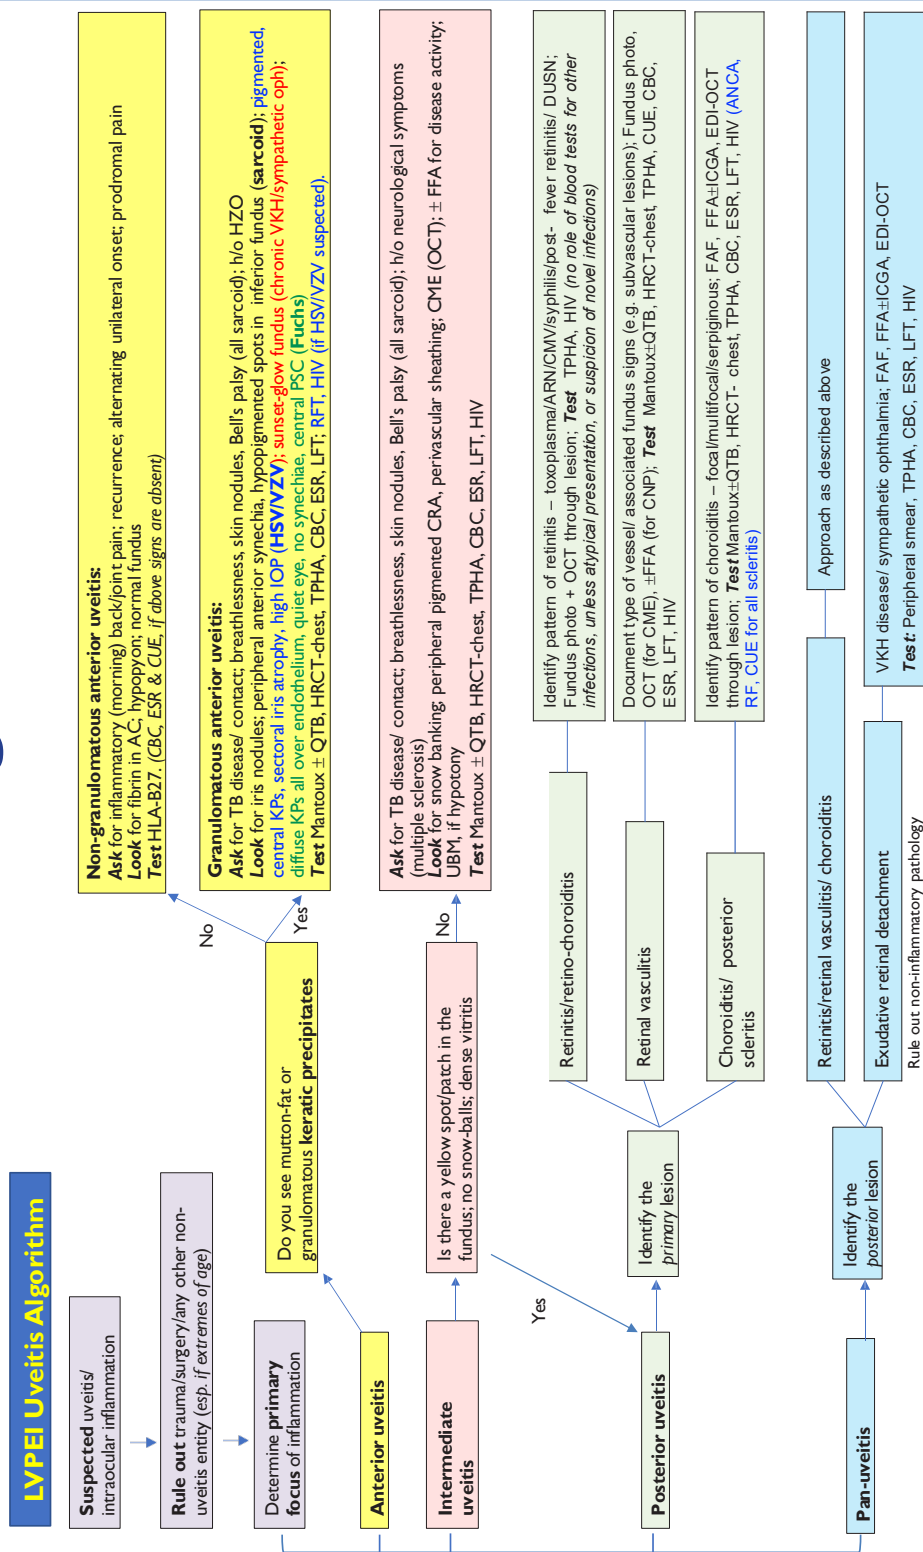 LVPEI Uveitis Algorithm
Suspected uveitis/
intraocular inflammation
Rule out trauma/surgery/any other non-
uveitis entity (esp. if extremes of age)
Determine primary
focus of inflammation
Anterior uveitis
Do you see mutton-fat or
granulomatous keratic precipitates
No
Yes
Non-granulomatous anterior uveitis:
Ask for inflammatory (morning) back/joint pain; recurrence; alternating unilateral onset; prodromal pain
Look for fibrin in AC; hypopyon; normal fundus
Test HLA-B27. (CBC, ESR & CUE, if above signs are absent)
Granulomatous anterior uveitis:
Ask for TB disease/ contact; breathlessness, skin nodules, Bell's palsy (all sarcoid); h/o HZO
Look for iris nodules; peripheral anterior synechia, hypopigmented spots in inferior fundus (sarcoid); pigmented,
central KPs, sectoral iris atrophy, high IOP (HSV/VZV); sunset-glow fundus (chronic VKH/sympathetic oph);
diffuse KPs all over endothelium, quiet eye, no synechiae, central PSC (Fuchs)
Test Mantoux ± QTB, HRCT-chest, TPHA, CBC, ESR, LFT; RFT, HIV (if HSV/VZV suspected).
Intermediate
uveitis
Is there a yellow spot/patch in the
fundus; no snow-balls; dense vitritis
No
Yes
Ask for TB disease/ contact; breathlessness, skin nodules, Bell's palsy (all sarcoid); h/o neurological symptoms
(multiple sclerosis)
Look for snow banking; peripheral pigmented CRA, perivascular sheathing; CME (OCT); ± FFA for disease activity;
UBM, if hypotony
Test Mantoux ± QTB, HRCT-chest, TPHA, CBC, ESR, LFT, HIV
Posterior uveitis
Identify the
primary lesion
Retinitis/retino-choroiditis
Identify pattern of retinitis – toxoplasma/ARN/CMV/syphilis/post- fever retinitis/ DUSN;
Fundus photo + OCT through lesion; Test TPHA, HIV (no role of blood tests for other
infections, unless atypical presentation, or suspicion of novel infections)
Retinal vasculitis
Document type of vessel/ associated fundus signs (e.g. subvascular lesions); Fundus photo,
OCT (for CME), ±FFA (for CNP); Test Mantoux±QTB, HRCT-chest, TPHA, CUE, CBC,
ESR, LFT, HIV
Choroiditis/ posterior
scleritis
Identify pattern of choroiditis – focal/multifocal/serpiginous; FAF, FFA±ICGA, EDI-OCT
through lesion; Test Mantoux±QTB, HRCT- chest, TPHA, CBC, ESR, LFT, HIV (ANCA,
RF, CUE for all scleritis)
Pan-uveitis
Identify the
posterior lesion
Retinitis/retinal vasculitis/ choroiditis
Approach as described above
Exudative retinal detachment
VKH disease/ sympathetic ophthalmia; FAF, FFA±ICGA, EDI-OCT
Test: Peripheral smear, TPHA, CBC, ESR, LFT, HIV
Rule out non-inflammatory pathology